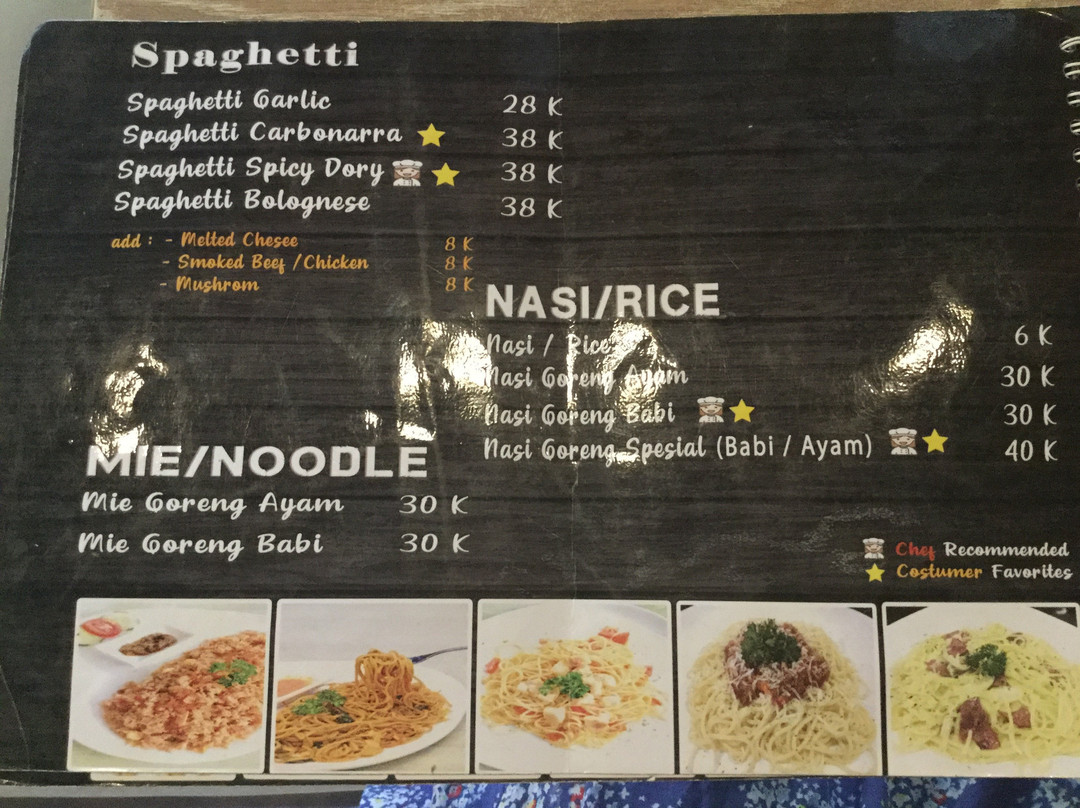 Spaghetti
Spaghetti Garlic 28 K
Spaghetti Carbonarra 38 K
Spaghetti Spicy Dory 38 K
Spaghetti Bolognese 38 K
add : - Melted Chesee 8 K
- Smoked Beef / Chicken 8 K
- Mushrom 8 K
NASI/RICE
Nasi / Rice 6 K
Nasi Goreng Ayam 30 K
Nasi Goreng Babi 30 K
Nasi Goreng Spesial (Babi / Ayam) 40 K
MIE/NOODLE
Mie Goreng Ayam 30 K
Mie Goreng Babi 30 K
Chef Recommended
Costumer Favorites